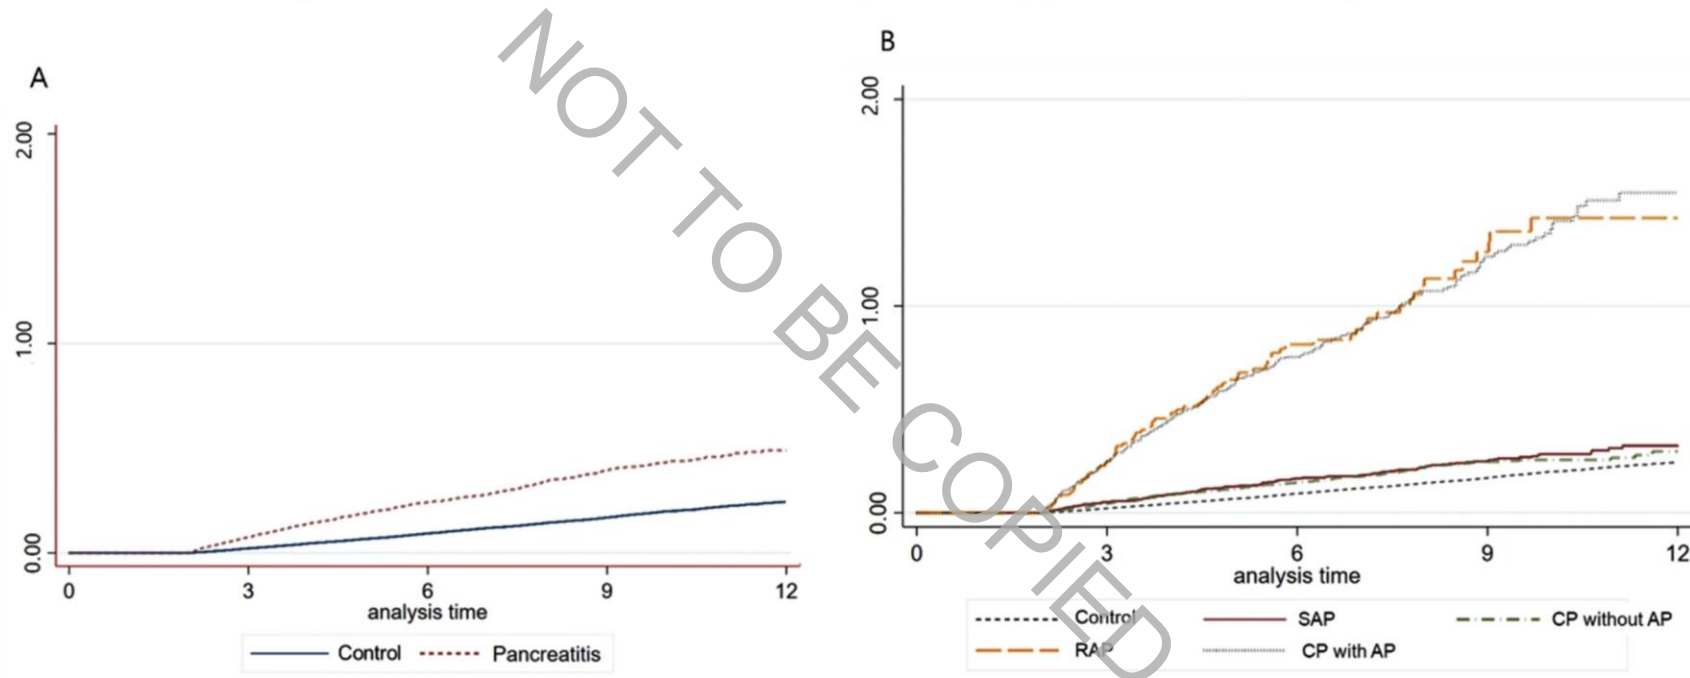 A
2.00
1.00
0.00
0 3 6 9 12
analysis time
Control Pancreatitis
B
2.00
1.00
0.00
0 3 6 9 12
analysis time
Control SAP CP without AP
RAP CP with AP
NOT TO BE COPIED